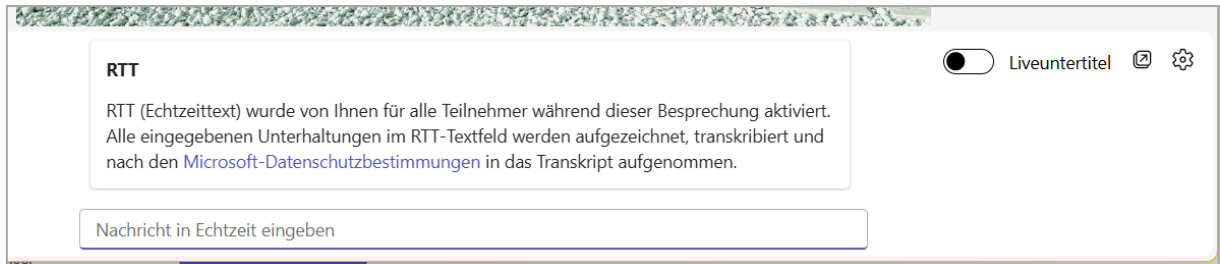 RTT
Liveuntertitel
RTT (Echtzeittext) wurde von Ihnen für alle Teilnehmer während dieser Besprechung aktiviert.
Alle eingegebenen Unterhaltungen im RTT-Textfeld werden aufgezeichnet, transkribiert und
nach den Microsoft-Datenschutzbestimmungen in das Transkript aufgenommen.
Nachricht in Echtzeit eingeben